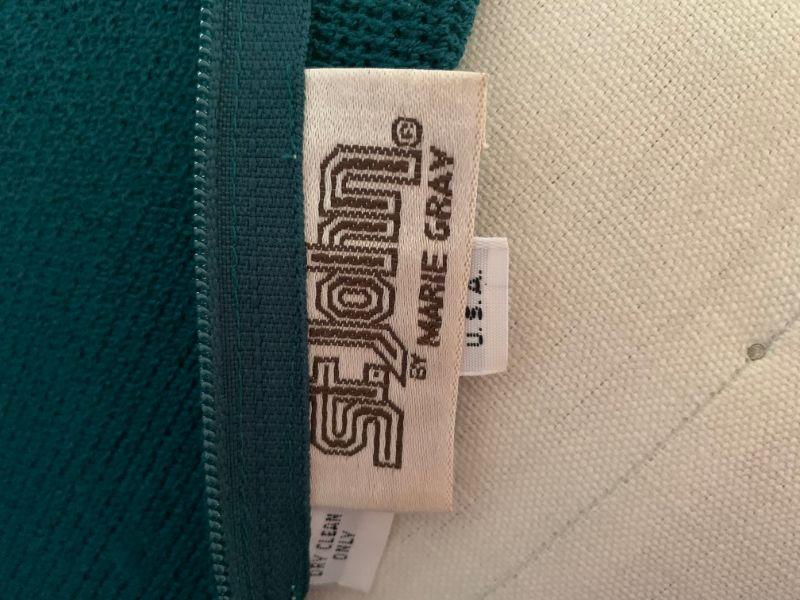 St. John®
BY MARIE GRAY
U.S.A.
DRY CLEAN
ONLY